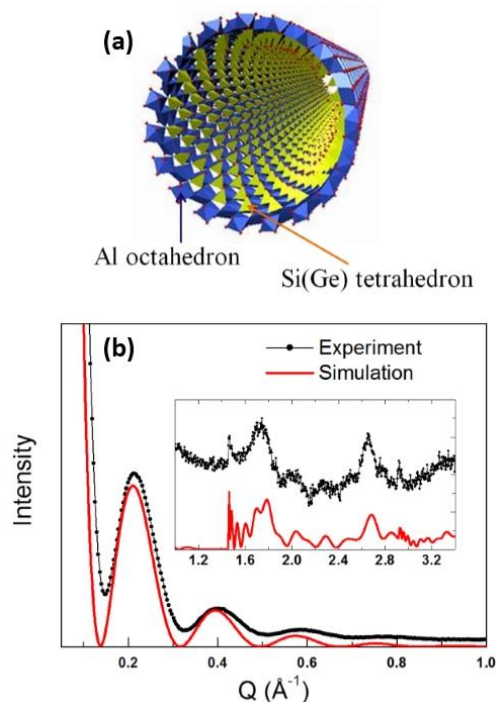 (a)
Al octahedron
Si(Ge) tetrahedron
(b)
Experiment
Simulation
1.2 1.6 2.0 2.4 2.8 3.2
Intensity
0.2 0.4 0.6 0.8 1.0
Q (Å⁻¹)